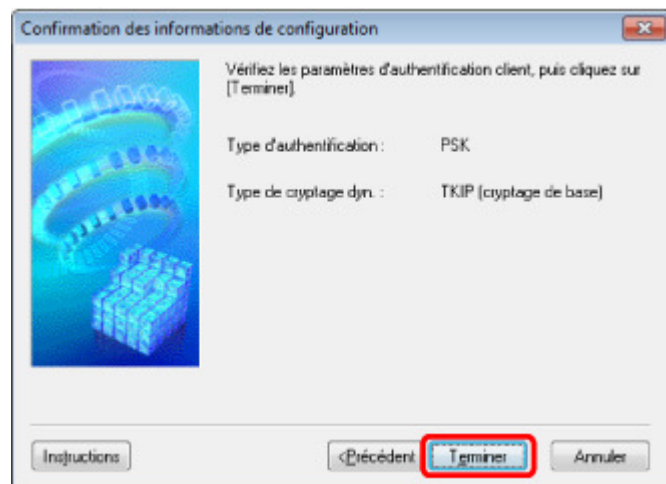 Confirmation des informations de configuration
Vérifiez les paramètres d'authentification client, puis cliquez sur
[Terminer].
Type d'authentification : PSK
Type de cryptage dyn. : TKIP (cryptage de base)
Instructions <Précédent Terminer Annuler